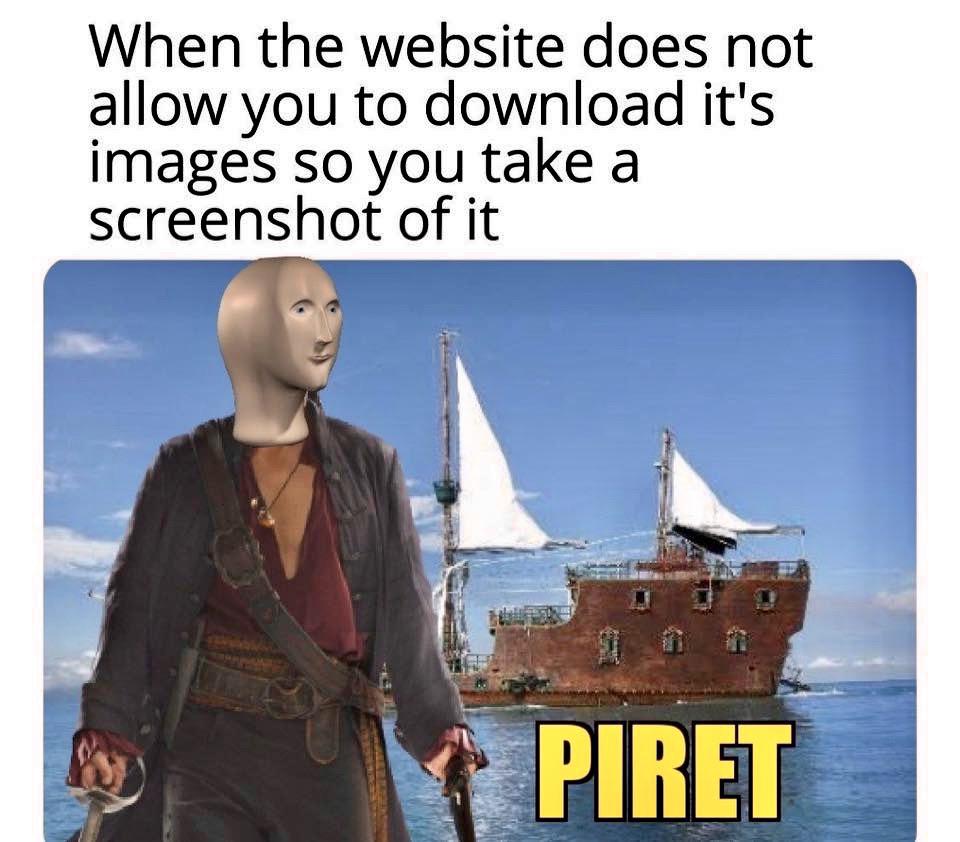 When the website does not
allow you to download it's
images so you take a
screenshot of it
PIRET